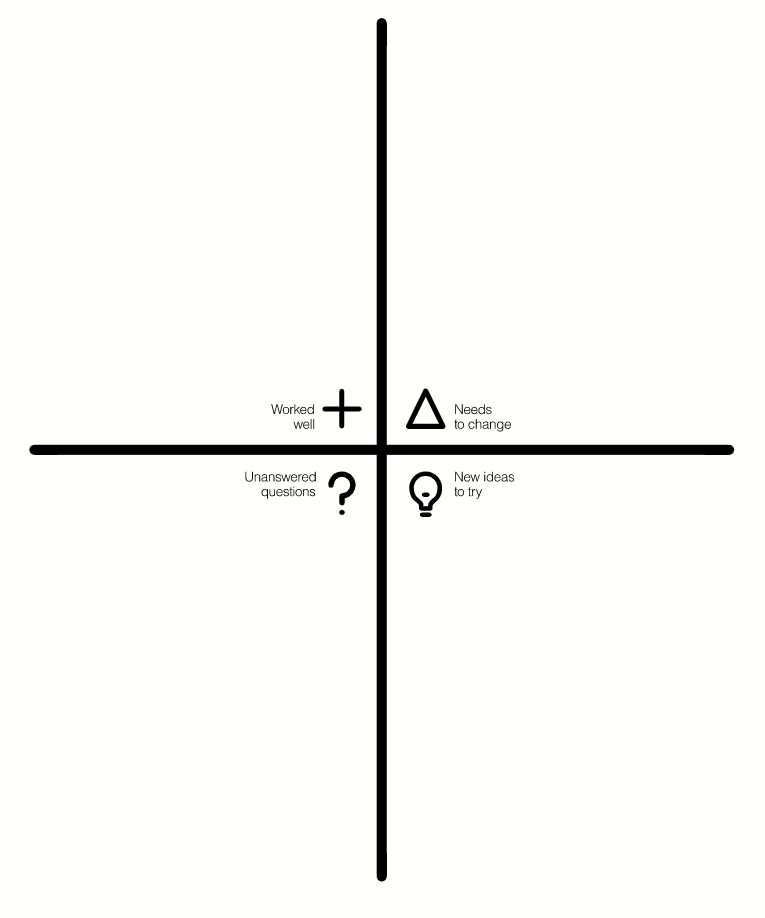 Worked
well
Needs
to change
Unanswered
questions
New ideas
to try